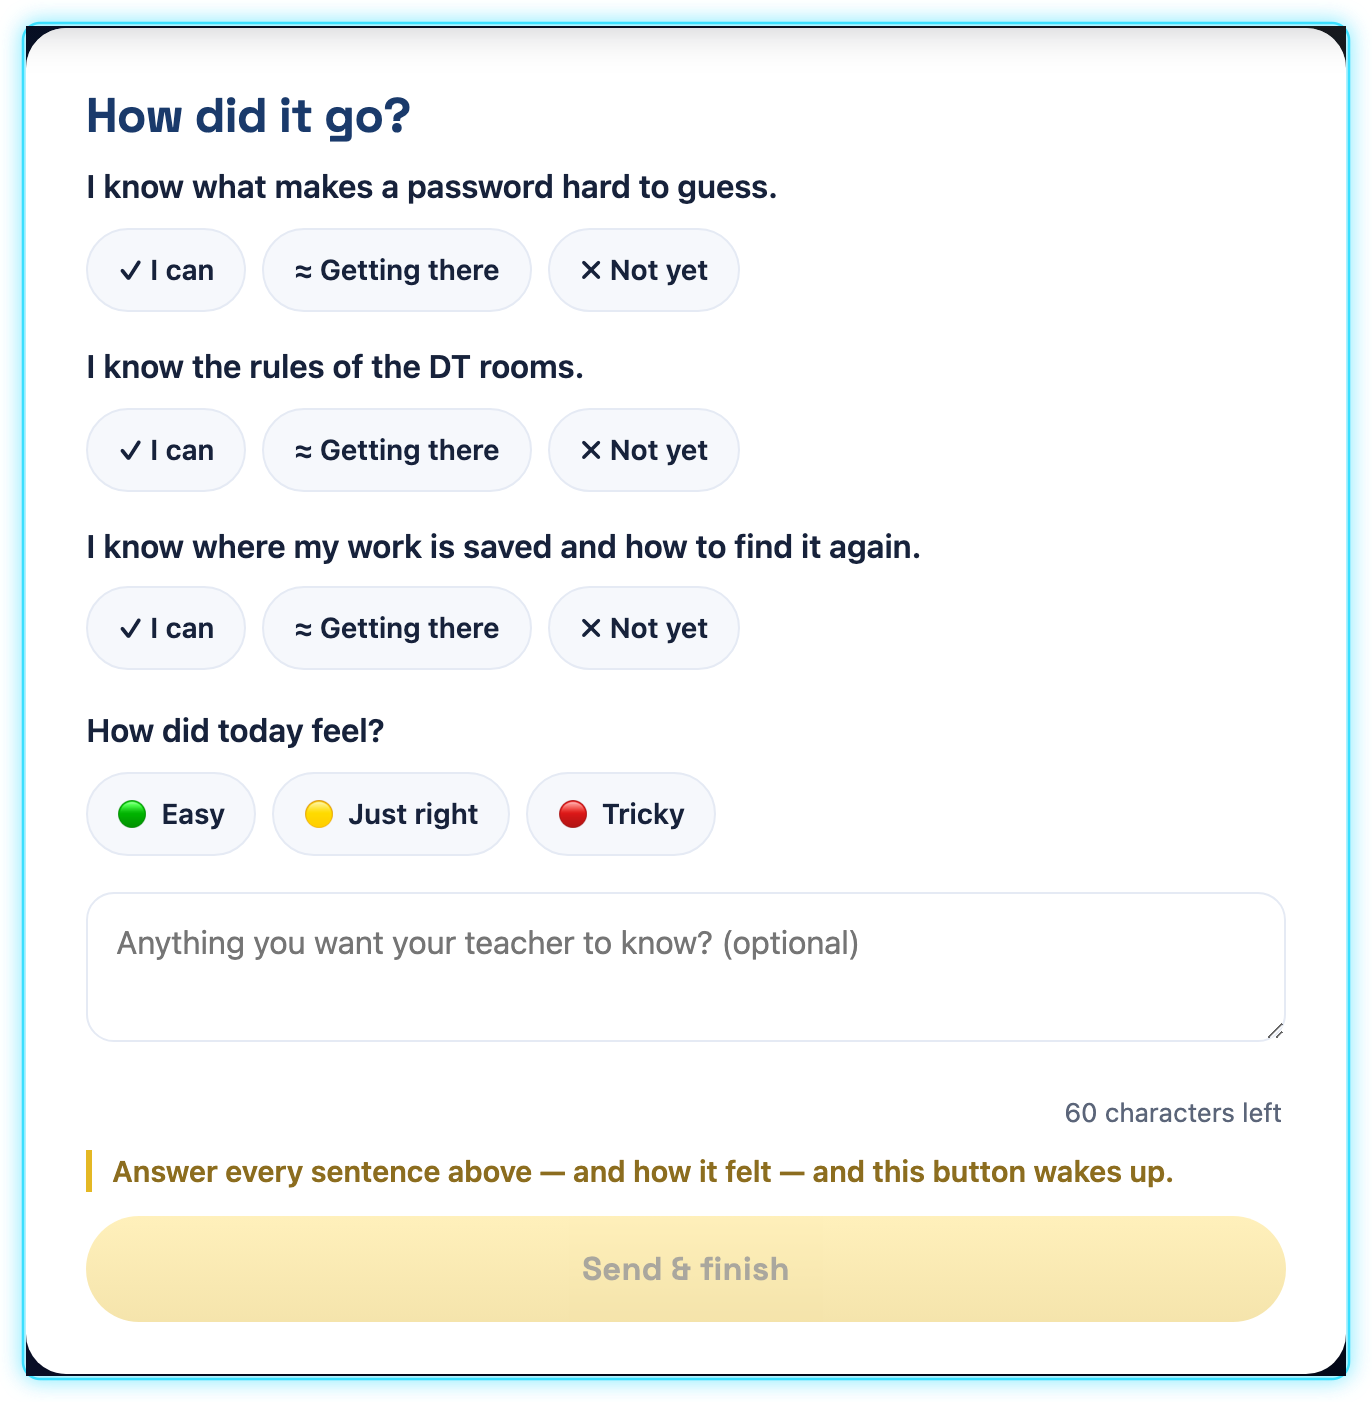 How did it go?
I know what makes a password hard to guess.
✓ I can
≈ Getting there
✕ Not yet
I know the rules of the DT rooms.
✓ I can
≈ Getting there
✕ Not yet
I know where my work is saved and how to find it again.
✓ I can
≈ Getting there
✕ Not yet
How did today feel?
Easy
Just right
Tricky
Anything you want your teacher to know? (optional)
60 characters left
Answer every sentence above — and how it felt — and this button wakes up.
Send & finish